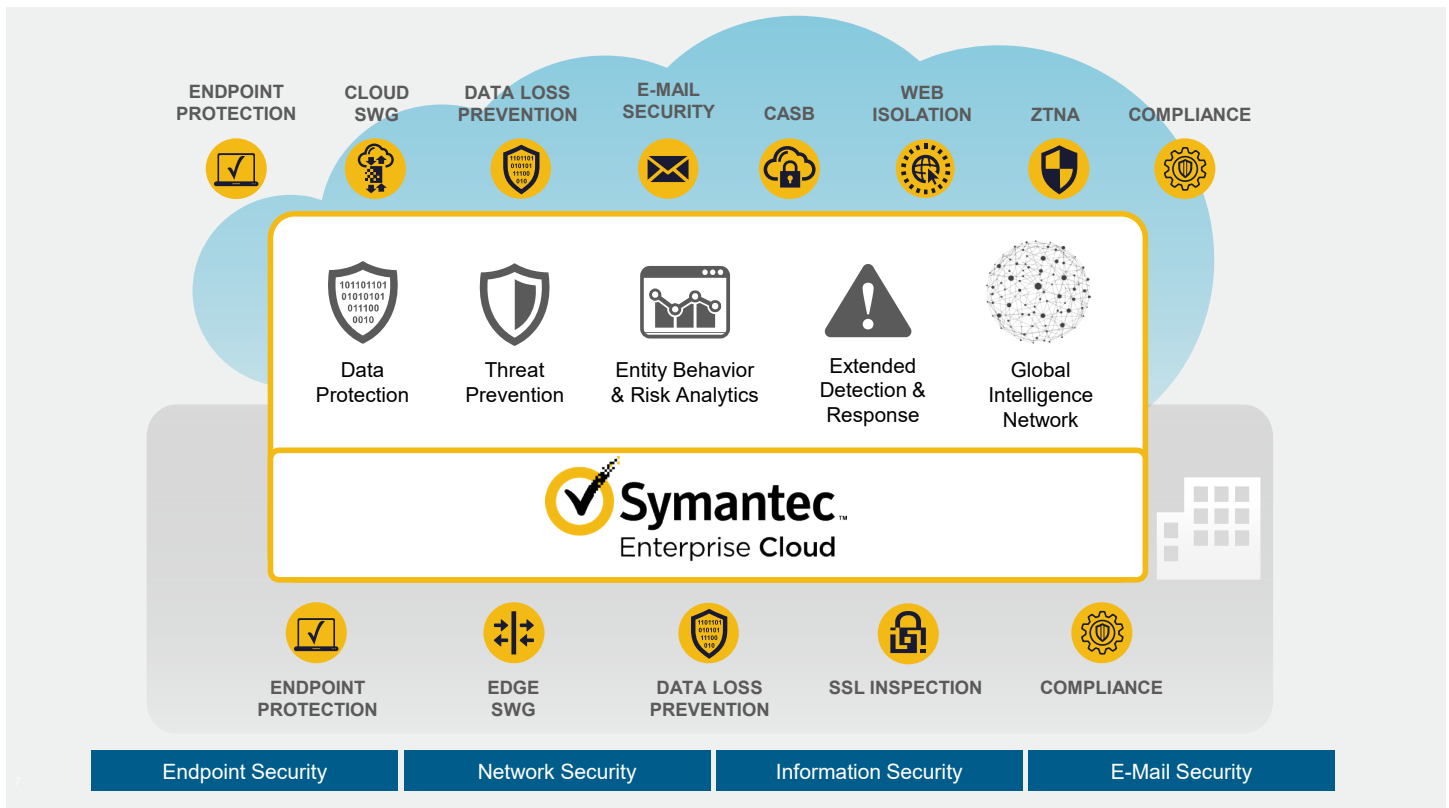 ENDPOINT
PROTECTION
CLOUD
SWG
DATA LOSS
PREVENTION
E-MAIL
SECURITY
CASB
WEB
ISOLATION
ZTNA
COMPLIANCE
1101101
010101
11100
010
101101101
01010101
011100
0010
Data
Protection
Threat
Prevention
Entity Behavior
& Risk Analytics
Extended
Detection &
Response
Global
Intelligence
Network
Symantec™
Enterprise Cloud
1101101
010101
11100
010
ENDPOINT
PROTECTION
EDGE
SWG
DATA LOSS
PREVENTION
SSL INSPECTION
COMPLIANCE
Endpoint Security
Network Security
Information Security
E-Mail Security